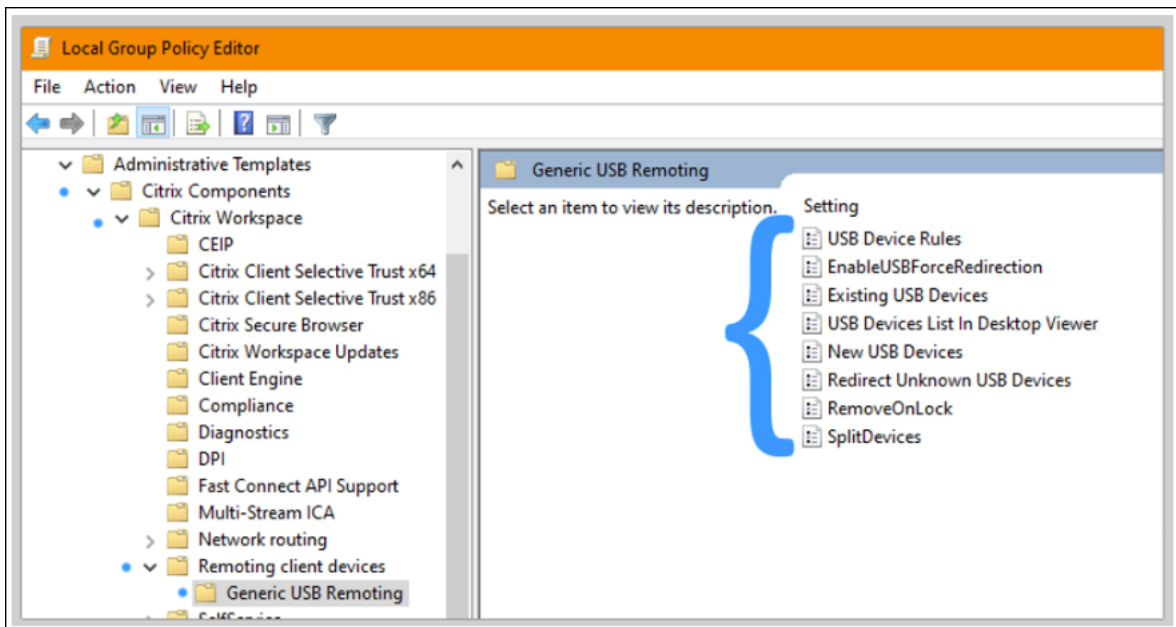 Local Group Policy Editor
File Action View Help
Administrative Templates
Citrix Components
Citrix Workspace
CEIP
Citrix Client Selective Trust x64
Citrix Client Selective Trust x86
Citrix Secure Browser
Citrix Workspace Updates
Client Engine
Compliance
Diagnostics
DPI
Fast Connect API Support
Multi-Stream ICA
Network routing
Remoting client devices
Generic USB Remoting
SelfService
Generic USB Remoting
Select an item to view its description.
Setting
USB Device Rules
EnableUSBForceRedirection
Existing USB Devices
USB Devices List In Desktop Viewer
New USB Devices
Redirect Unknown USB Devices
RemoveOnLock
SplitDevices